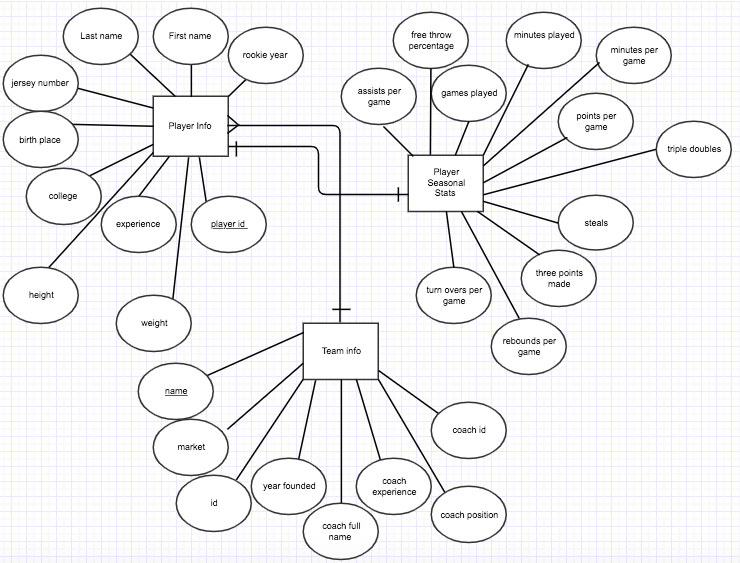 Last name
First name
rookie year
jersey number
birth place
college
experience
player id
height
weight
Player Info
free throw
percentage
minutes played
minutes per
game
assists per
game
games played
points per
game
triple doubles
Player
Seasonal
Stats
steals
three points
made
turn overs per
game
rebounds per
game
Team info
name
market
id
year founded
coach full
name
coach
experience
coach position
coach id